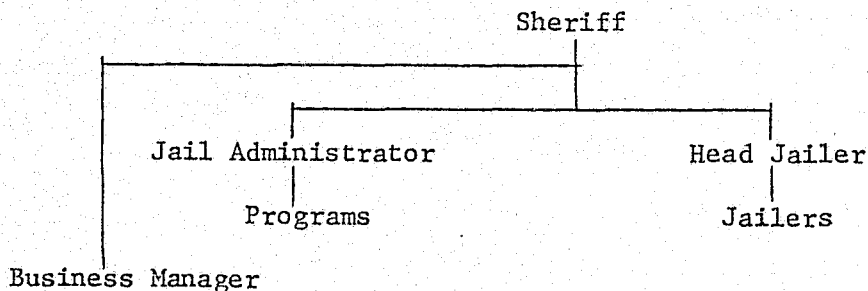 Sheriff
Jail Administrator Head Jailer
Programs Jailers
Business Manager